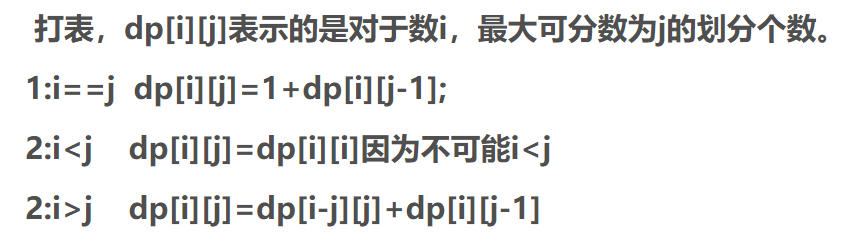 打表，dp[i][j]表示的是对于数i，最大可分数为j的划分个数。
1:i==j dp[i][j]=1+dp[i][j-1];
2:i<j dp[i][j]=dp[i][i]因为不可能i<j
2:i>j dp[i][j]=dp[i-j][j]+dp[i][j-1]